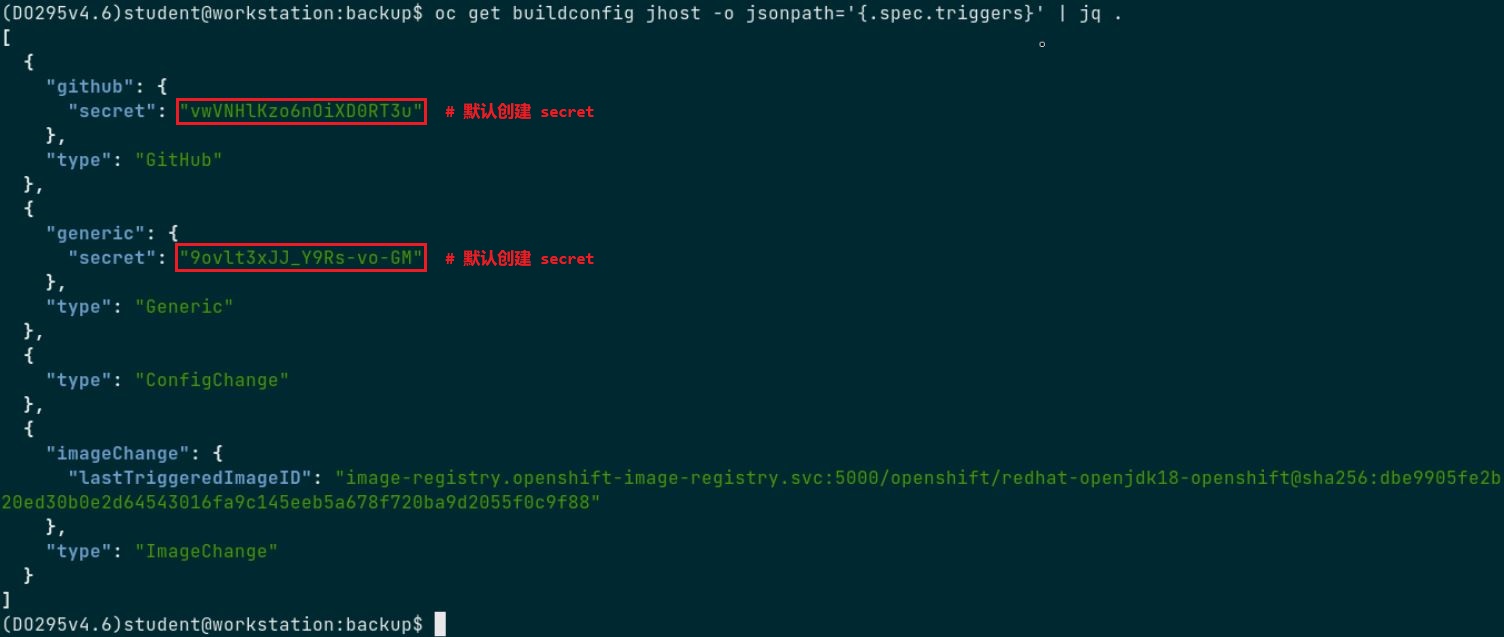 (DO295v4.6)student@workstation:backup$ oc get buildconfig jhost -o jsonpath='{.spec.triggers}' | jq .
[
  {
    "github": {
      "secret": "vwVNHlKzo6nOiXD0RT3u"  # 默认创建 secret
    },
    "type": "GitHub"
  },
  {
    "generic": {
      "secret": "9ovlt3xJJ_Y9Rs-vo-GM"  # 默认创建 secret
    },
    "type": "Generic"
  },
  {
    "type": "ConfigChange"
  },
  {
    "imageChange": {
      "lastTriggeredImageID": "image-registry.openshift-image-registry.svc:5000/openshift/redhat-openjdk18-openshift@sha256:dbe9905fe2b
20ed30b0e2d64543016fa9c145eeb5a678f720ba9d2055f0c9f88"
    },
    "type": "ImageChange"
  }
]
(DO295v4.6)student@workstation:backup$